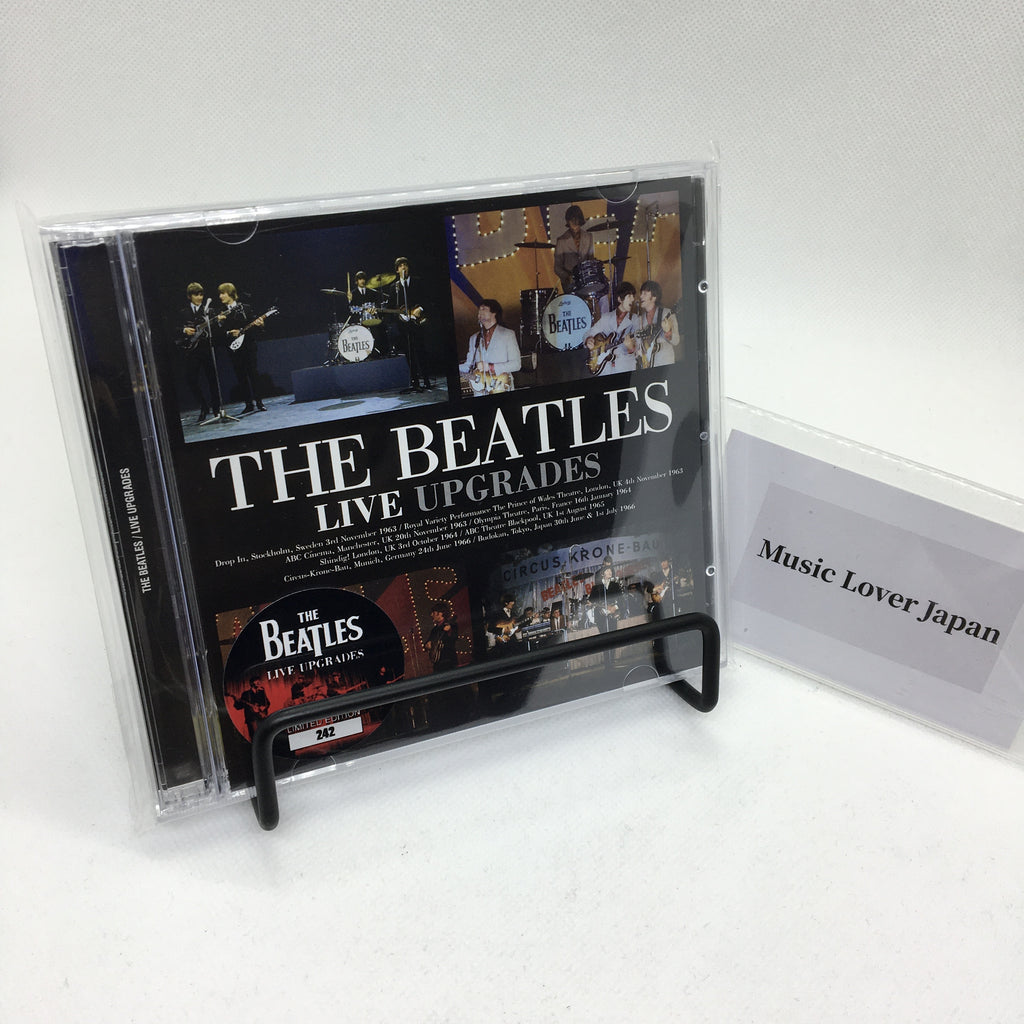 THE
BEATLES
THE
BEATLES
THE BEATLES
LIVE UPGRADES
Drop In, Stockholm, Sweden 3rd November 1963 / Royal Variety Performance The Prince of Wales Theatre, London, UK 4th November 1963
ABC Cinema, Manchester, UK 20th November 1963 / Olympia Theatre, Paris, France 16th January 1964
Shindig! London, UK 3rd October 1964 / ABC Theatre Blackpool, UK 1st August 1965
Circus-Krone-Bau, Munich, Germany 24th June 1966 / Budokan, Tokyo, Japan 30th June & 1st July 1966
THE BEATLES / LIVE UPGRADES
CIRCUS-KRONE-BAU
THE
BEATLES
LIVE UPGRADES
LIMITED EDITION
242
Music Lover Japan